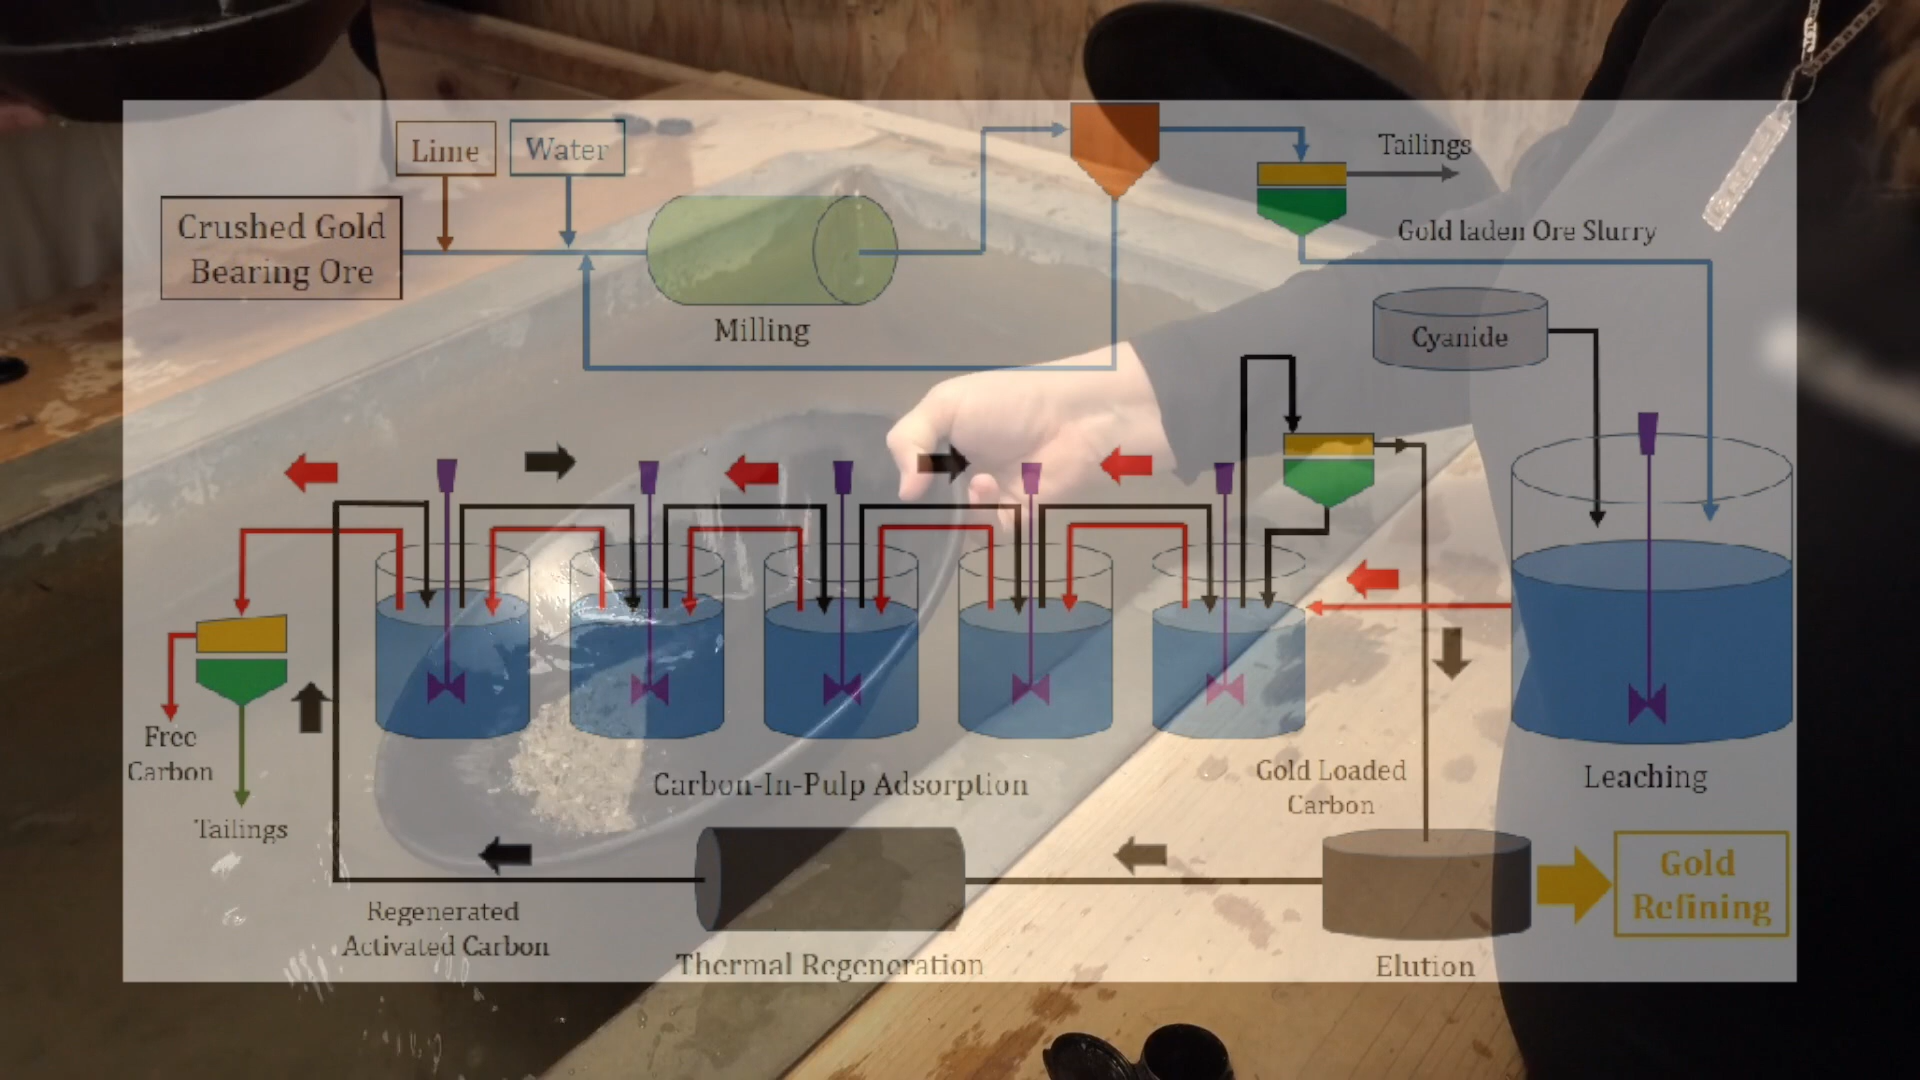 Lime
Water
Crushed Gold
Bearing Ore
Milling
Tailings
Gold laden Ore Slurry
Cyanide
Free
Carbon
Tailings
Carbon-In-Pulp Adsorption
Gold Loaded
Carbon
Leaching
Regenerated
Activated Carbon
Thermal Regeneration
Elution
Gold
Refining